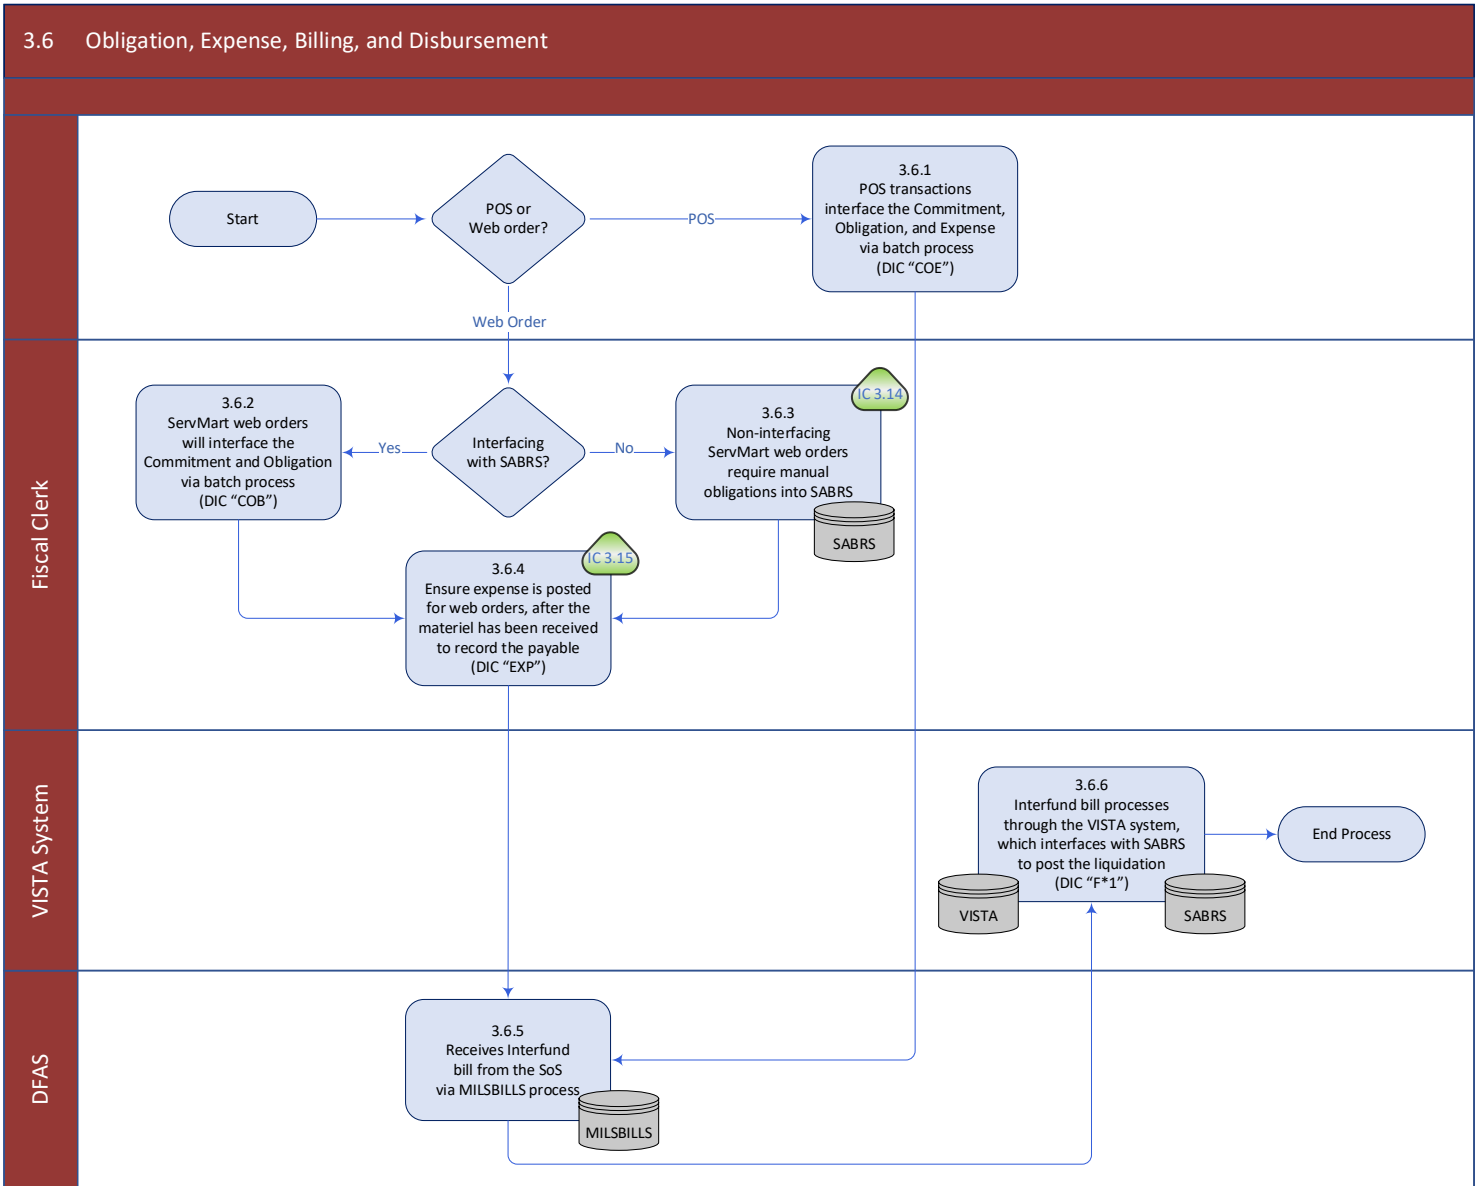 3.6 Obligation, Expense, Billing, and Disbursement
Start
POS or
Web order?
POS
3.6.1
POS transactions
interface the Commitment,
Obligation, and Expense
via batch process
(DIC “COE”)
Web Order
Fiscal Clerk
3.6.2
ServMart web orders
will interface the
Commitment and Obligation
via batch process
(DIC “COB”)
Yes
Interfacing
with SABRS?
No
IC 3.14
3.6.3
Non-interfacing
ServMart web orders
require manual
obligations into SABRS
SABRS
IC 3.15
3.6.4
Ensure expense is posted
for web orders, after the
materiel has been received
to record the payable
(DIC “EXP”)
VISTA System
3.6.6
Interfund bill processes
through the VISTA system,
which interfaces with SABRS
to post the liquidation
(DIC “F*1”)
VISTA
SABRS
End Process
DFAS
3.6.5
Receives Interfund
bill from the SoS
via MILSBILLS process
MILSBILLS